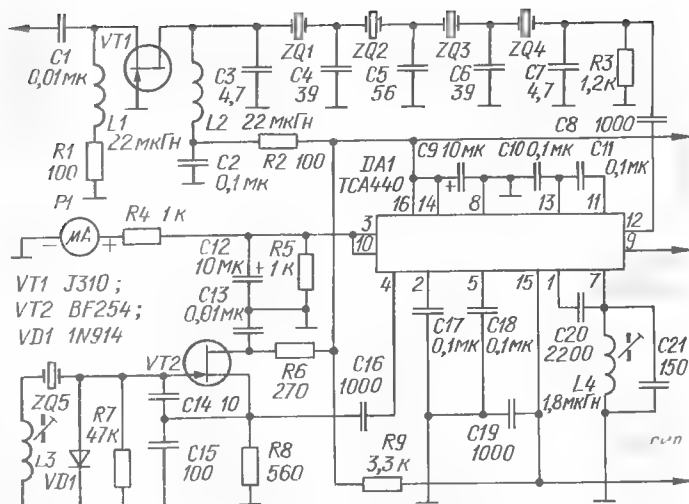 C1
0,01мк
VT1
ZQ1
ZQ2
ZQ3
ZQ4
R3
1,2к
C3
4,7
C4
39
C5
56
C6
39
C7
4,7
C8
1000
L1
22мкГн
L2
22мкГн
R1
100
C2
0,1мк
R2 100
DA1
TCA440
C9 10мк
+
C10 0,1мк
C11
0,1мк
16
14
8
13
11
12
9
3
10
4
2
5
15
1
7
P1
μA
−
+
R4 1к
C12
10мк
+
R5
1к
C13
0,01мк
VT1 J310;
VT2 BF254;
VD1 1N914
VT2
R6
270
C16
1000
C17
0,1мк
C18
0,1мк
C19
1000
C20
2200
L4
1,8мкГн
C21
150
ZQ5
L3
VD1
R7
47к
C14 10
C15
100
R8
560
R9
3,3к